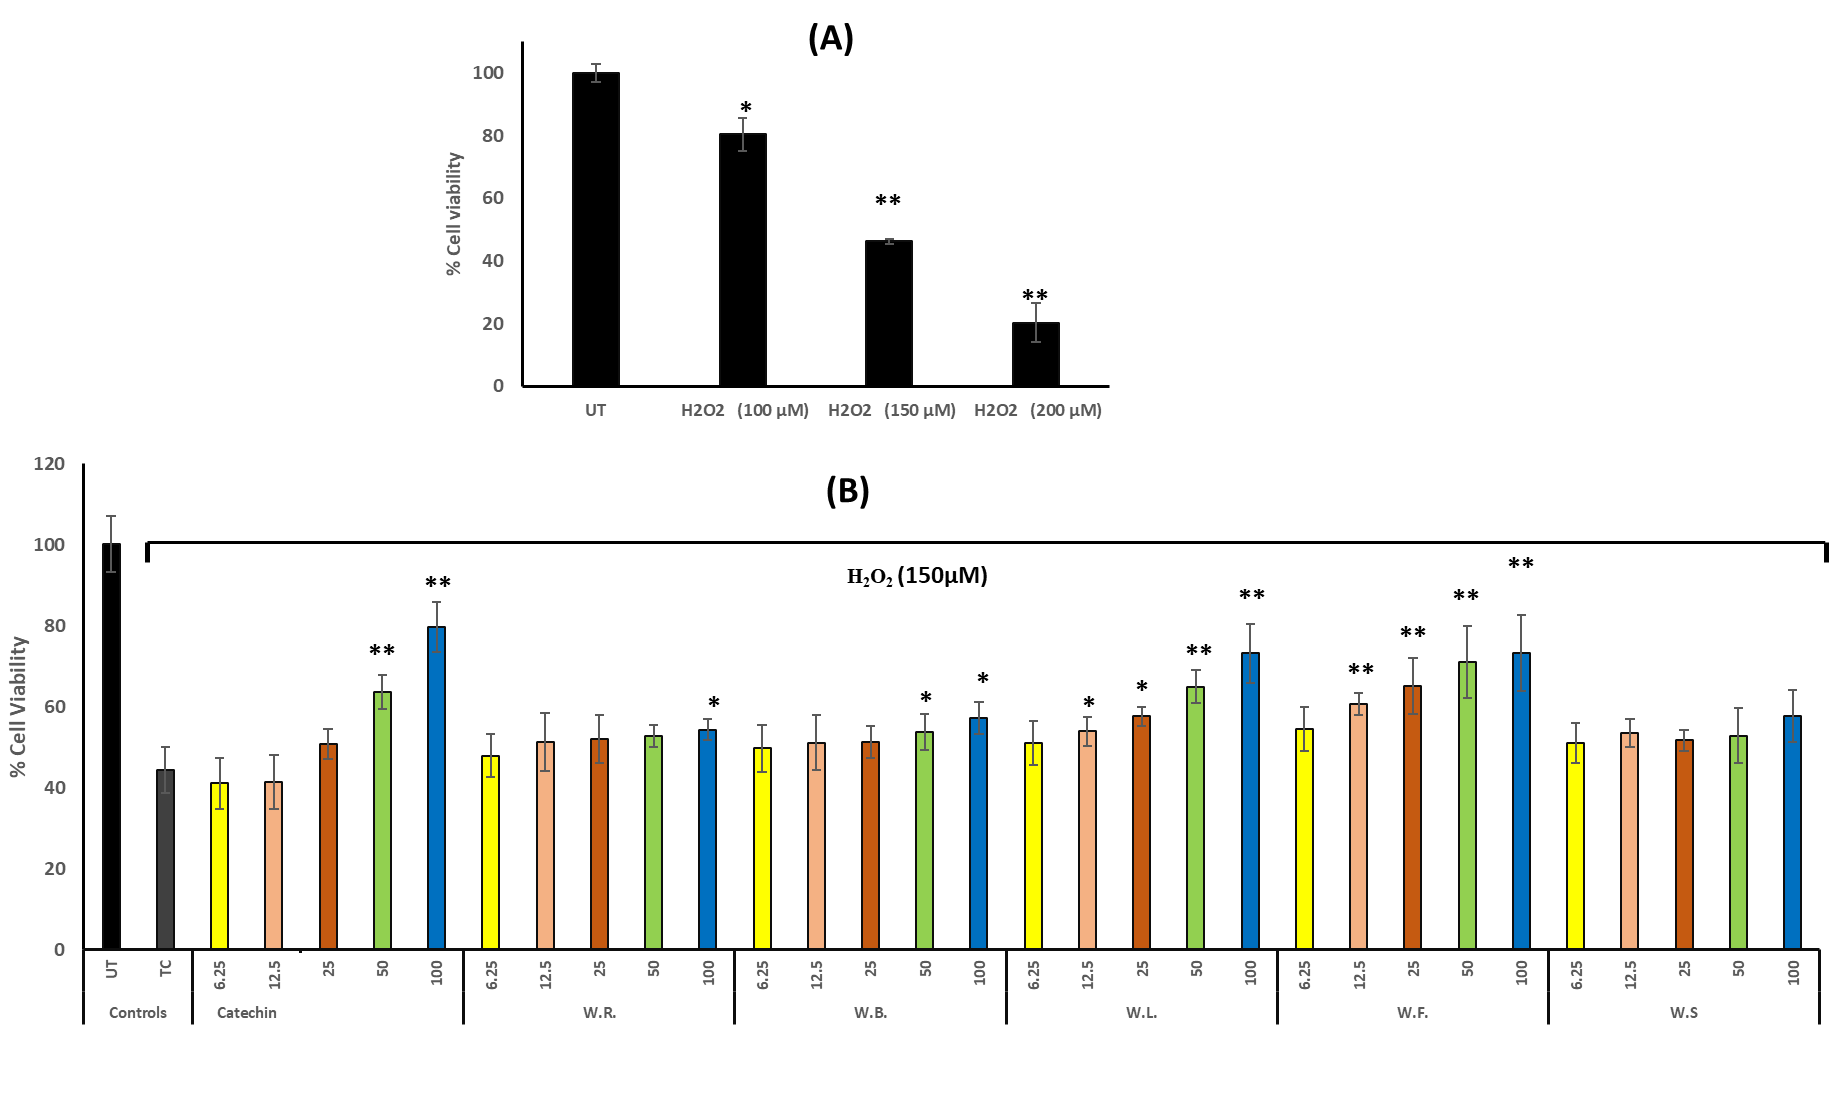 (A)
% Cell viability
100
80
60
40
20
0
*
**
**
UT
H2O2 (100 µM)
H2O2 (150 µM)
H2O2 (200 µM)
(B)
% Cell Viability
120
100
80
60
40
20
0
H₂O₂ (150µM)
**
**
*
*
*
*
*
**
**
**
**
**
**
UT TC 6.25 12.5 25 50 100 6.25 12.5 25 50 100 6.25 12.5 25 50 100 6.25 12.5 25 50 100 6.25 12.5 25 50 100 6.25 12.5 25 50 100
Controls Catechin W.R. W.B. W.L. W.F. W.S